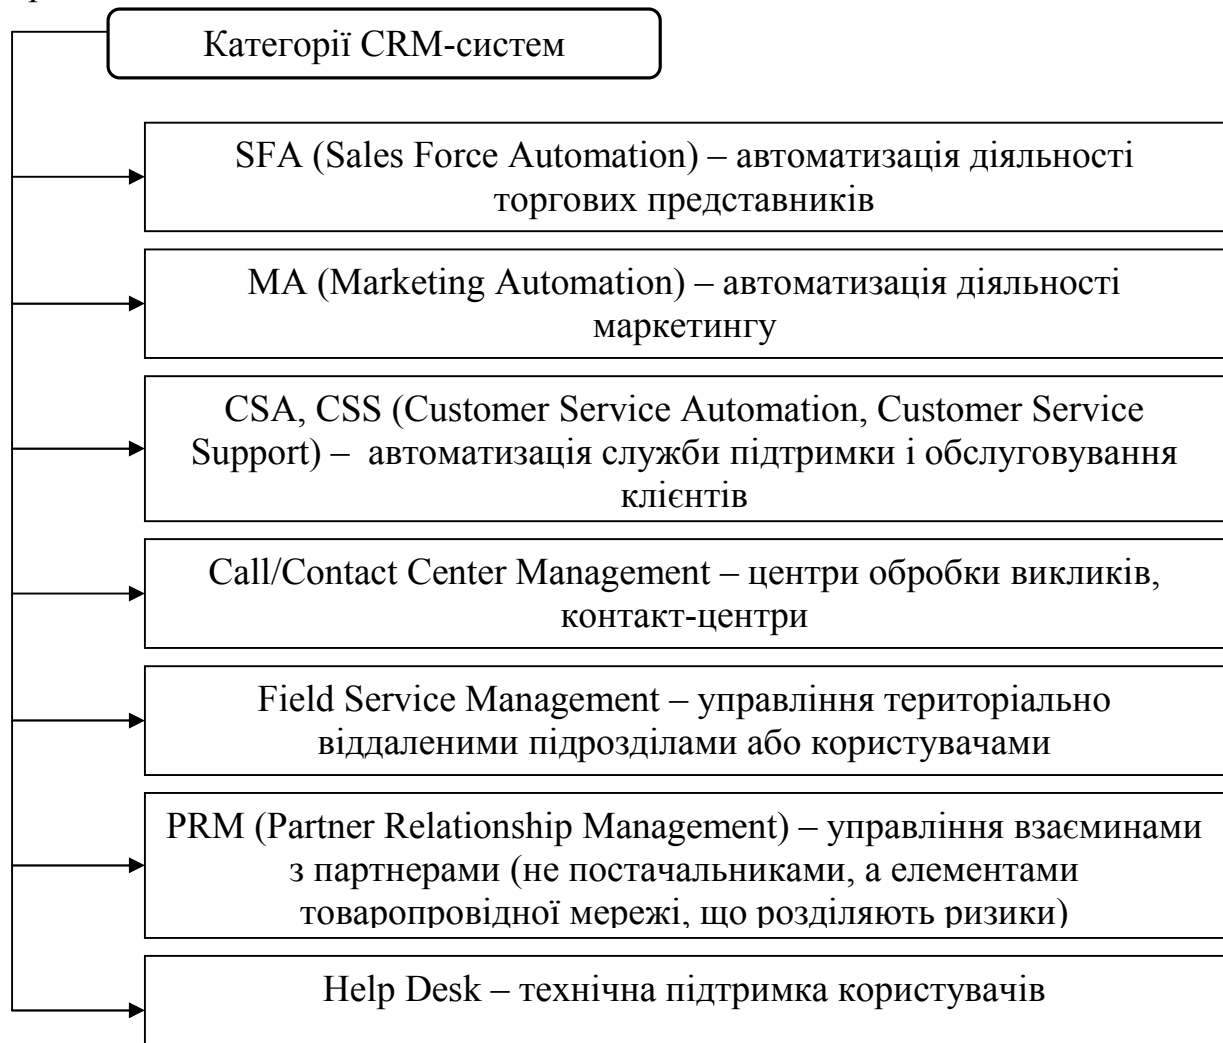 Категорії CRM-систем
SFA (Sales Force Automation) – автоматизація діяльності
торгових представників
MA (Marketing Automation) – автоматизація діяльності
маркетингу
CSA, CSS (Customer Service Automation, Customer Service
Support) – автоматизація служби підтримки і обслуговування
клієнтів
Call/Contact Center Management – центри обробки викликів,
контакт-центри
Field Service Management – управління територіально
віддаленими підрозділами або користувачами
PRM (Partner Relationship Management) – управління взаєминами
з партнерами (не постачальниками, а елементами
товаропровідної мережі, що розділяють ризики)
Help Desk – технічна підтримка користувачів